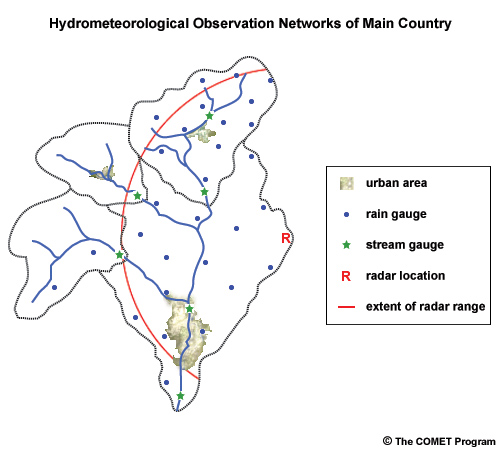 Hydrometeorological Observation Networks of Main Country
R
urban area
rain gauge
stream gauge
R radar location
extent of radar range
© The COMET Program